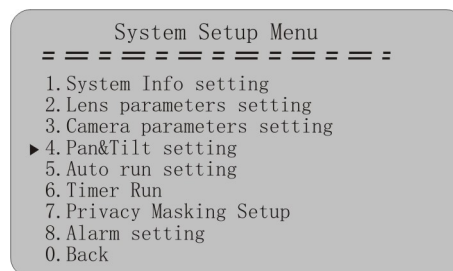 System Setup Menu
1. System Info setting
2. Lens parameters setting
3. Camera parameters setting
4. Pan&Tilt setting
5. Auto run setting
6. Timer Run
7. Privacy Masking Setup
8. Alarm setting
0. Back